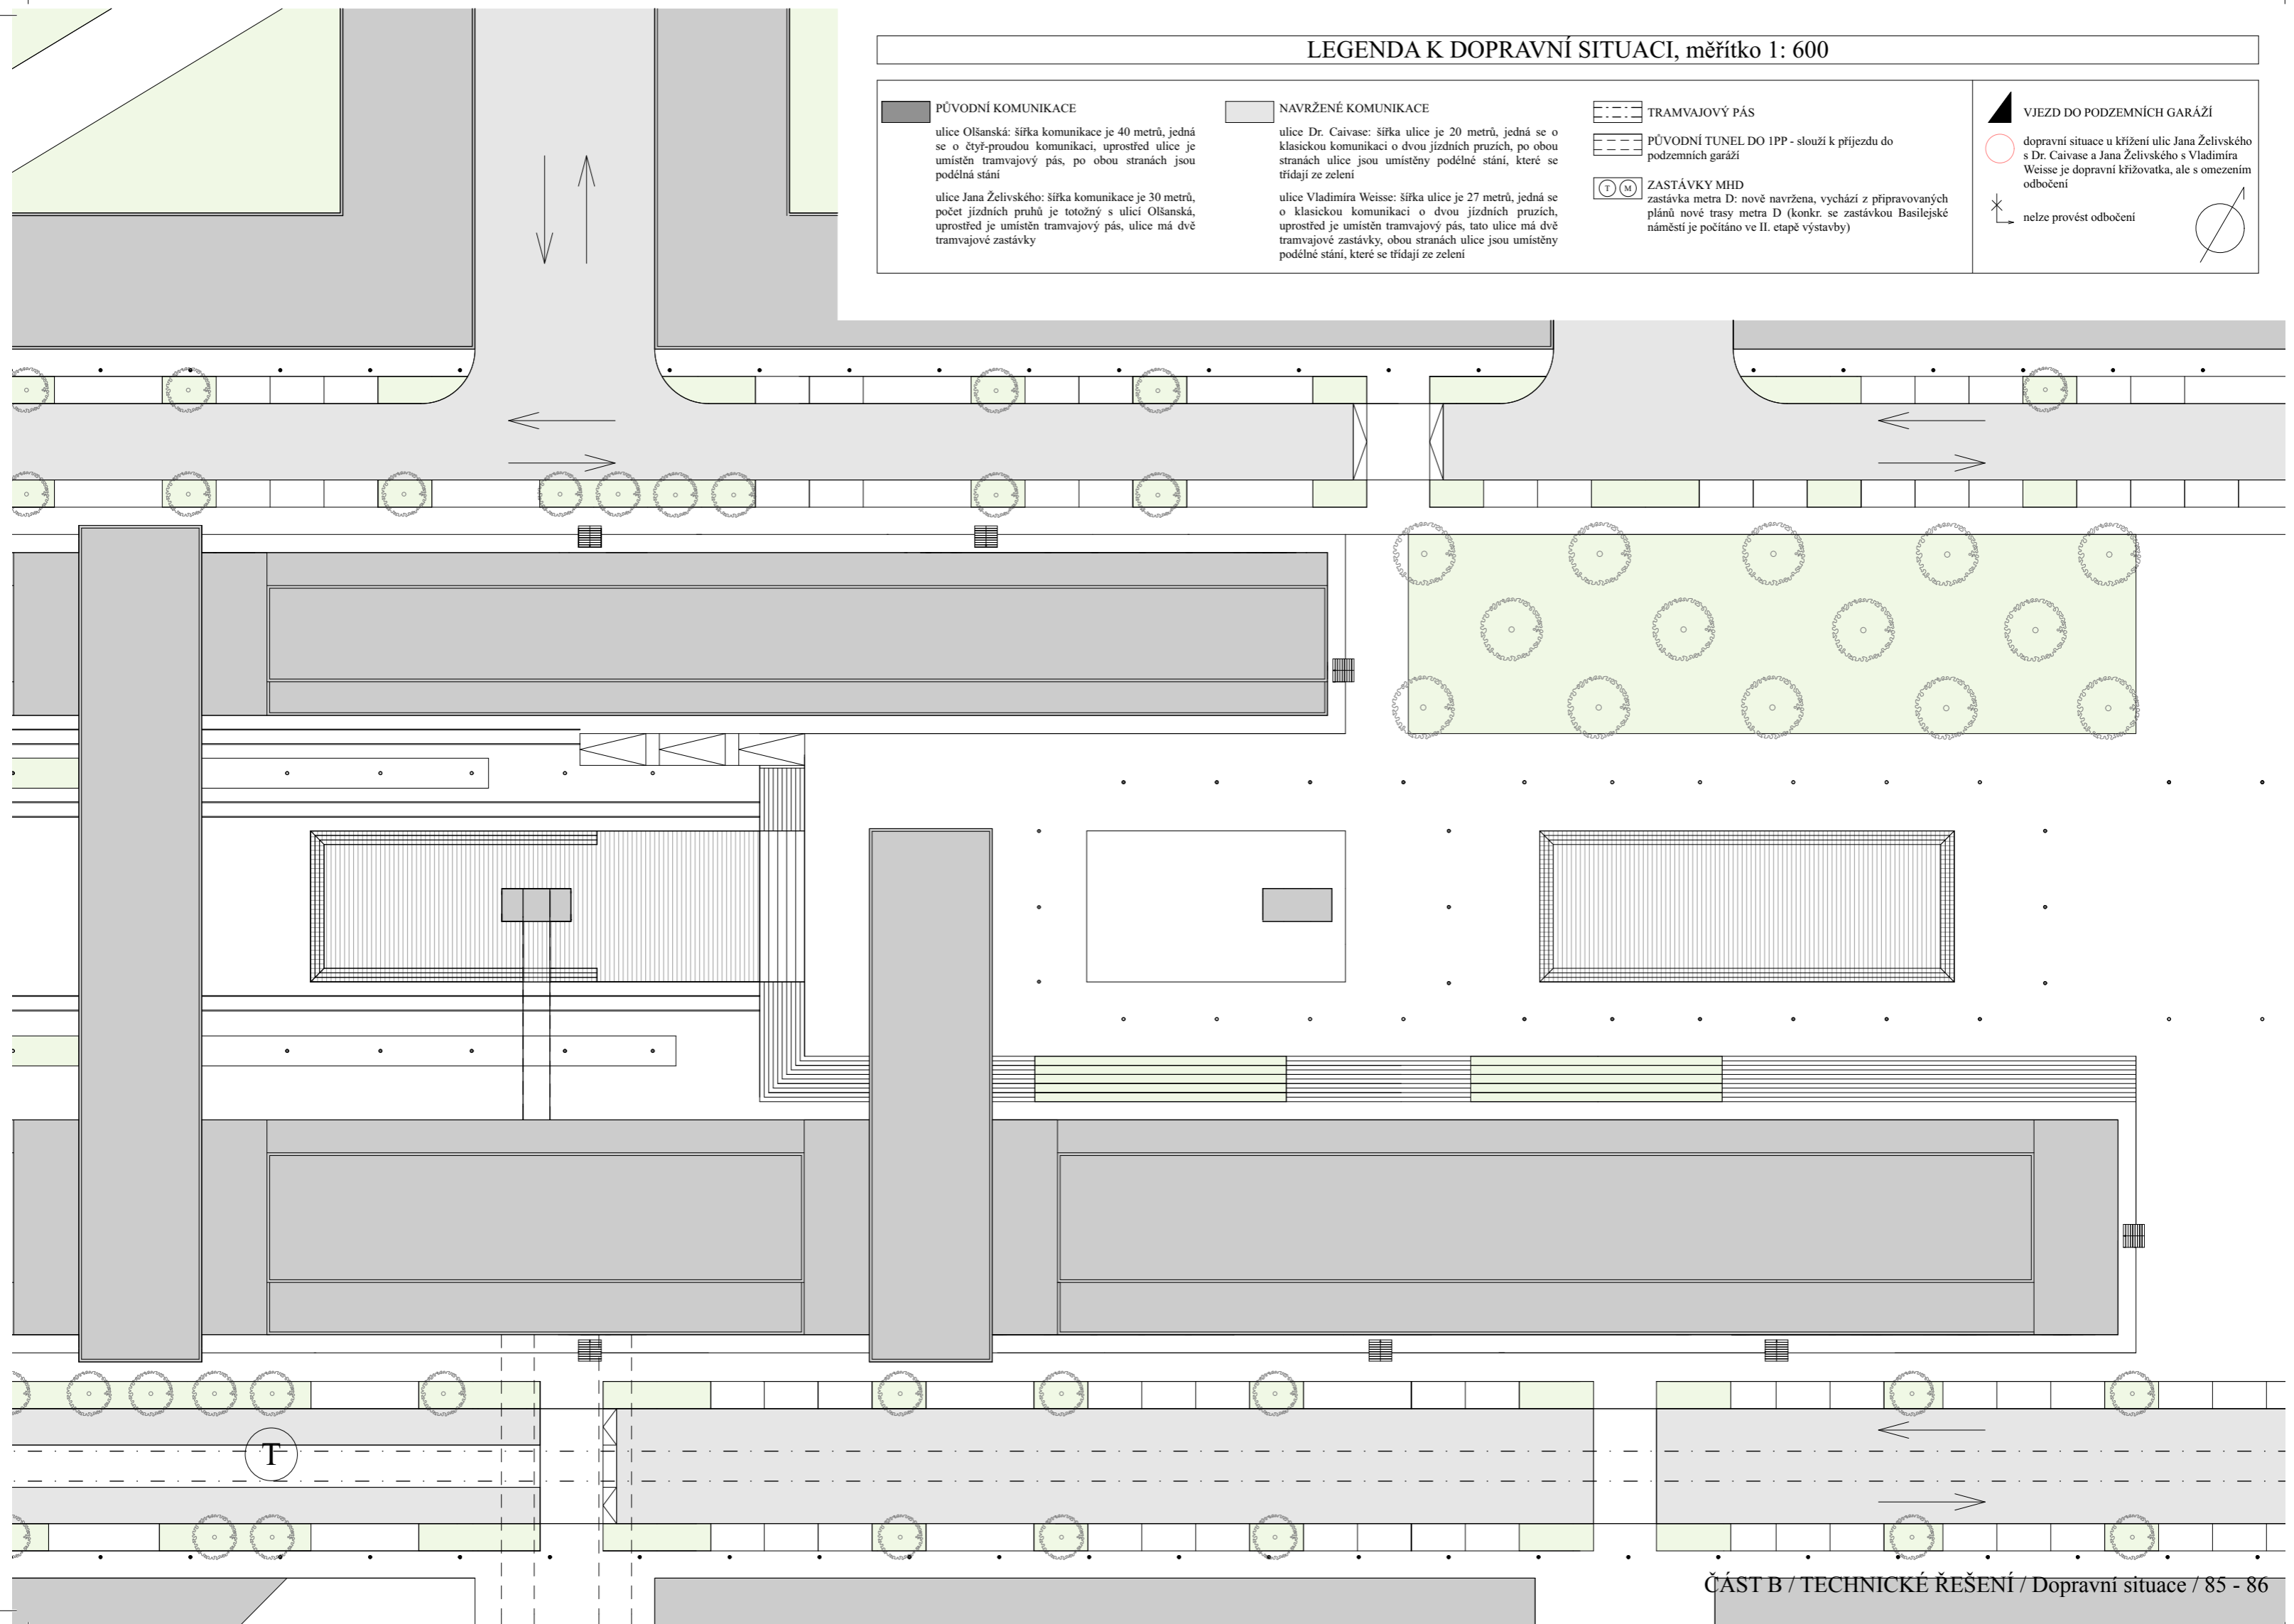 LEGENDA K DOPRAVNÍ SITUACI, měřítko 1: 600
PŮVODNÍ KOMUNIKACE
ulice Olšanská: šířka komunikace je 40 metrů, jedná
se o čtyř-proudou komunikaci, uprostřed ulice je
umístěn tramvajový pás, po obou stranách jsou
podélná stání
ulice Jana Želivského: šířka komunikace je 30 metrů,
počet jízdních pruhů je totožný s ulicí Olšanská,
uprostřed je umístěn tramvajový pás, ulice má dvě
tramvajové zastávky
NAVRŽENÉ KOMUNIKACE
ulice Dr. Caivase: šířka ulice je 20 metrů, jedná se o
klasickou komunikaci o dvou jízdních pruzích, po obou
stranách ulice jsou umístěny podélné stání, které se
třídají ze zelení
ulice Vladimíra Weisse: šířka ulice je 27 metrů, jedná se
o klasickou komunikaci o dvou jízdních pruzích,
uprostřed je umístěn tramvajový pás, tato ulice má dvě
tramvajové zastávky, obou stranách ulice jsou umístěny
podélné stání, které se třídají ze zelení
TRAMVAJOVÝ PÁS
PŮVODNÍ TUNEL DO 1PP - slouží k příjezdu do
podzemních garáží
T M ZASTÁVKY MHD
zastávka metra D: nově navržena, vychází z připravovaných
plánů nové trasy metra D (konkr. se zastávkou Basilejské
náměstí je počítáno ve II. etapě výstavby)
VJEZD DO PODZEMNÍCH GARÁŽÍ
dopravní situace u křížení ulic Jana Želivského
s Dr. Caivase a Jana Želivského s Vladimíra
Weisse je dopravní křižovatka, ale s omezením
odbočení
nelze provést odbočení
T
ČÁST B / TECHNICKÉ ŘEŠENÍ / Dopravní situace / 85 - 86